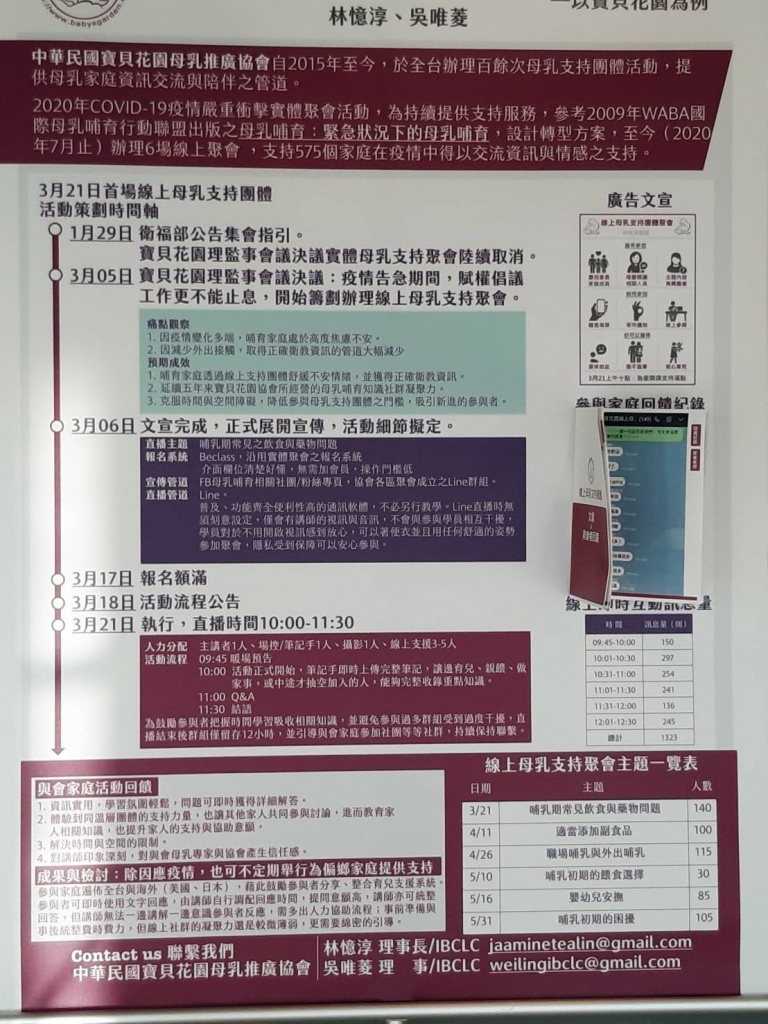 www.babysgarden.
林憶淳、吳唯菱
—以寶貝花園為例
中華民國寶貝花園母乳推廣協會自2015年至今，於全台辦理百餘次母乳支持團體活動，提
供母乳家庭資訊交流與陪伴之管道。
2020年COVID-19疫情嚴重衝擊實體聚會活動，為持續提供支持服務，參考2009年WABA國
際母乳哺育行動聯盟出版之母乳哺育：緊急狀況下的母乳哺育，設計轉型方案，至今（2020
年7月止）辦理6場線上聚會 ，支持575個家庭在疫情中得以交流資訊與情感之支持。
3月21日首場線上母乳支持團體
活動策劃時間軸
1月29日 衛福部公告集會指引。
寶貝花園理監事會議決議實體母乳支持聚會陸續取消。
3月05日 寶貝花園理監事會議決議：疫情告急期間，賦權倡議
工作更不能止息，開始籌劃辦理線上母乳支持聚會。
痛點觀察
1. 因疫情變化多端，哺育家庭處於高度焦慮不安。
2. 因減少外出接觸，取得正確衛教資訊的管道大幅減少
預期成效
1. 哺育家庭透過線上支持團體舒緩不安情緒，並獲得正確衛教資訊。
2. 延續五年來寶貝花園協會所經營的母乳哺育知識社群凝聚力。
3. 克服時間與空間障礙，降低參與母乳支持團體之門檻，吸引新進的參與者。
3月06日 文宣完成，正式展開宣傳，活動細節擬定。
直播主題 哺乳期常見之飲食與藥物問題
報名系統 Beclass，沿用實體聚會之報名系統
介面欄位清楚好懂，無需加會員，操作門檻低
宣傳管道 FB母乳哺育相關社團/粉絲專頁，協會各區聚會成立之Line群組。
直播管道 Line。
普及、功能齊全便利性高的通訊軟體，不必另行教學。Line直播時無
須刻意設定，僅會有講師的視訊與音訊，不會與參與學員相互干擾，
學員對於不用開啟視訊感到放心，可以著便衣並且用任何舒適的姿勢
參加聚會，隱私受到保障可以安心參與。
3月17日 報名額滿
3月18日 活動流程公告
3月21日 執行，直播時間10:00-11:30
人力分配 主講者1人、場控/筆記手1人、攝影1人、線上支援3-5人
活動流程 09:45 暖場預告
10:00 活動正式開始，筆記手即時上傳完整筆記，讓邊育兒、親餵、做
家事，或中途才抽空加入的人，能夠完整收錄重點知識。
11:00 Q&A
11:30 結語
為鼓勵參與者把握時間學習吸收相關知識，並避免參與過多群組受到過度干擾，直
播結束後群組僅留存12小時，並引導與會家庭參加社團等等社群，持續保持聯繫。
廣告文宣
線上母乳支持團體聚會
3月21上午十點
參與家庭回饋紀錄
線上即時互動訊息量
時間 訊息量（則）
09:45-10:00 150
10:01-10:30 297
10:31-11:00 254
11:01-11:30 241
11:31-12:00 136
12:01-12:30 245
總計 1323
與會家庭活動回饋
1. 資訊實用，學習氛圍輕鬆，問題可即時獲得詳細解答。
2. 體驗到同溫層團體的支持力量，也讓其他家人共同參與討論，進而教育家
人相關知識，也提升家人的支持與協助意願。
3. 解決時間與空間的限制。
4. 對講師印象深刻，對與會母乳專家與協會產生信任感。
成果與檢討：除因應疫情，也可不定期舉行為偏鄉家庭提供支持
參與家庭遍佈全台與海外（美國、日本），藉此鼓勵參與者分享、整合育兒支援系統。
參與者可即時使用文字回應，由講師自行調配回應時間，提問意願高，講師亦可統整
回答。但講師無法一邊講解一邊意識參與者反應，需多出人力協助流程；事前準備與
事後統整費時費力，但線上社群的凝聚力還是較微薄弱，更需要綿密的引導。
線上母乳支持聚會主題一覽表
日期 主題 人數
3/21 哺乳期常見飲食與藥物問題 140
4/11 適當添加副食品 100
4/26 職場哺乳與外出哺乳 115
5/10 哺乳初期的餵食選擇 30
5/16 嬰幼兒安撫 85
5/31 哺乳初期的困擾 105
Contact us 聯繫我們
中華民國寶貝花園母乳推廣協會
林憶淳 理事長/IBCLC jaaminetealin@gmail.com
吳唯菱 理 事/IBCLC weilingibclc@gmail.com